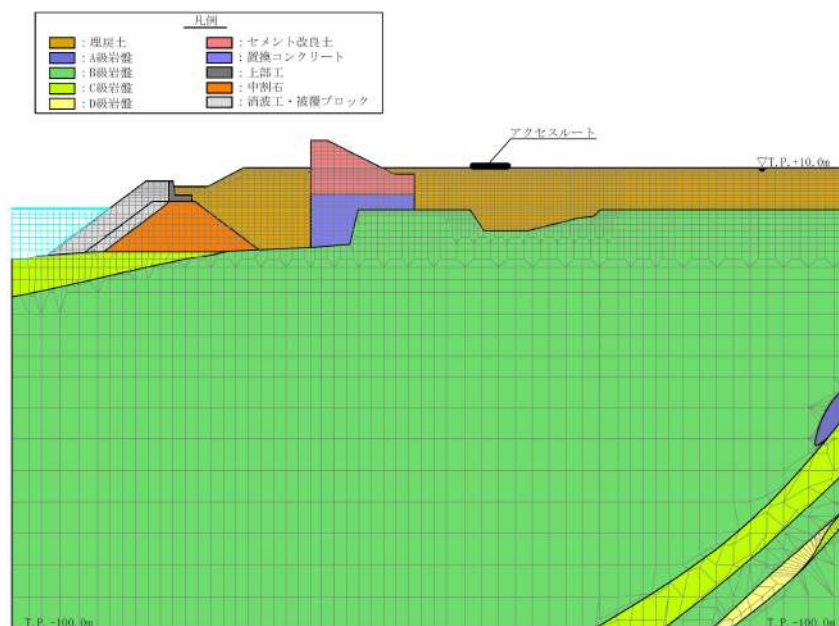 凡例
：埋戻土
：A級岩盤
：B級岩盤
：C級岩盤
：D級岩盤
：セメント改良土
：置換コンクリート
：上部工
：中割石
：消波工・被覆ブロック
アクセスルート
▽T.P.+10.0m
T.P.-100.0m
T.P.-100.0m